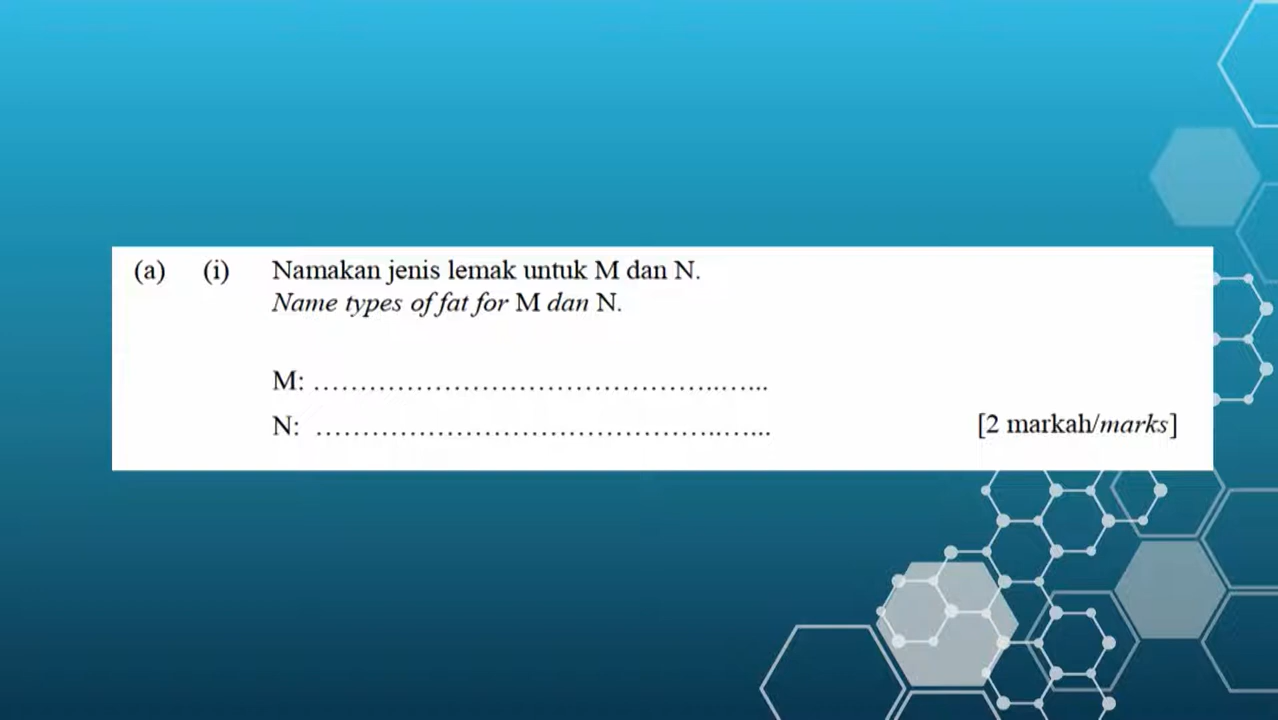 (a) (i) Namakan jenis lemak untuk M dan N.
Name types of fat for M dan N.
M: ……………………………………..…...
N: ……………………………………..…...
[2 markah/marks]